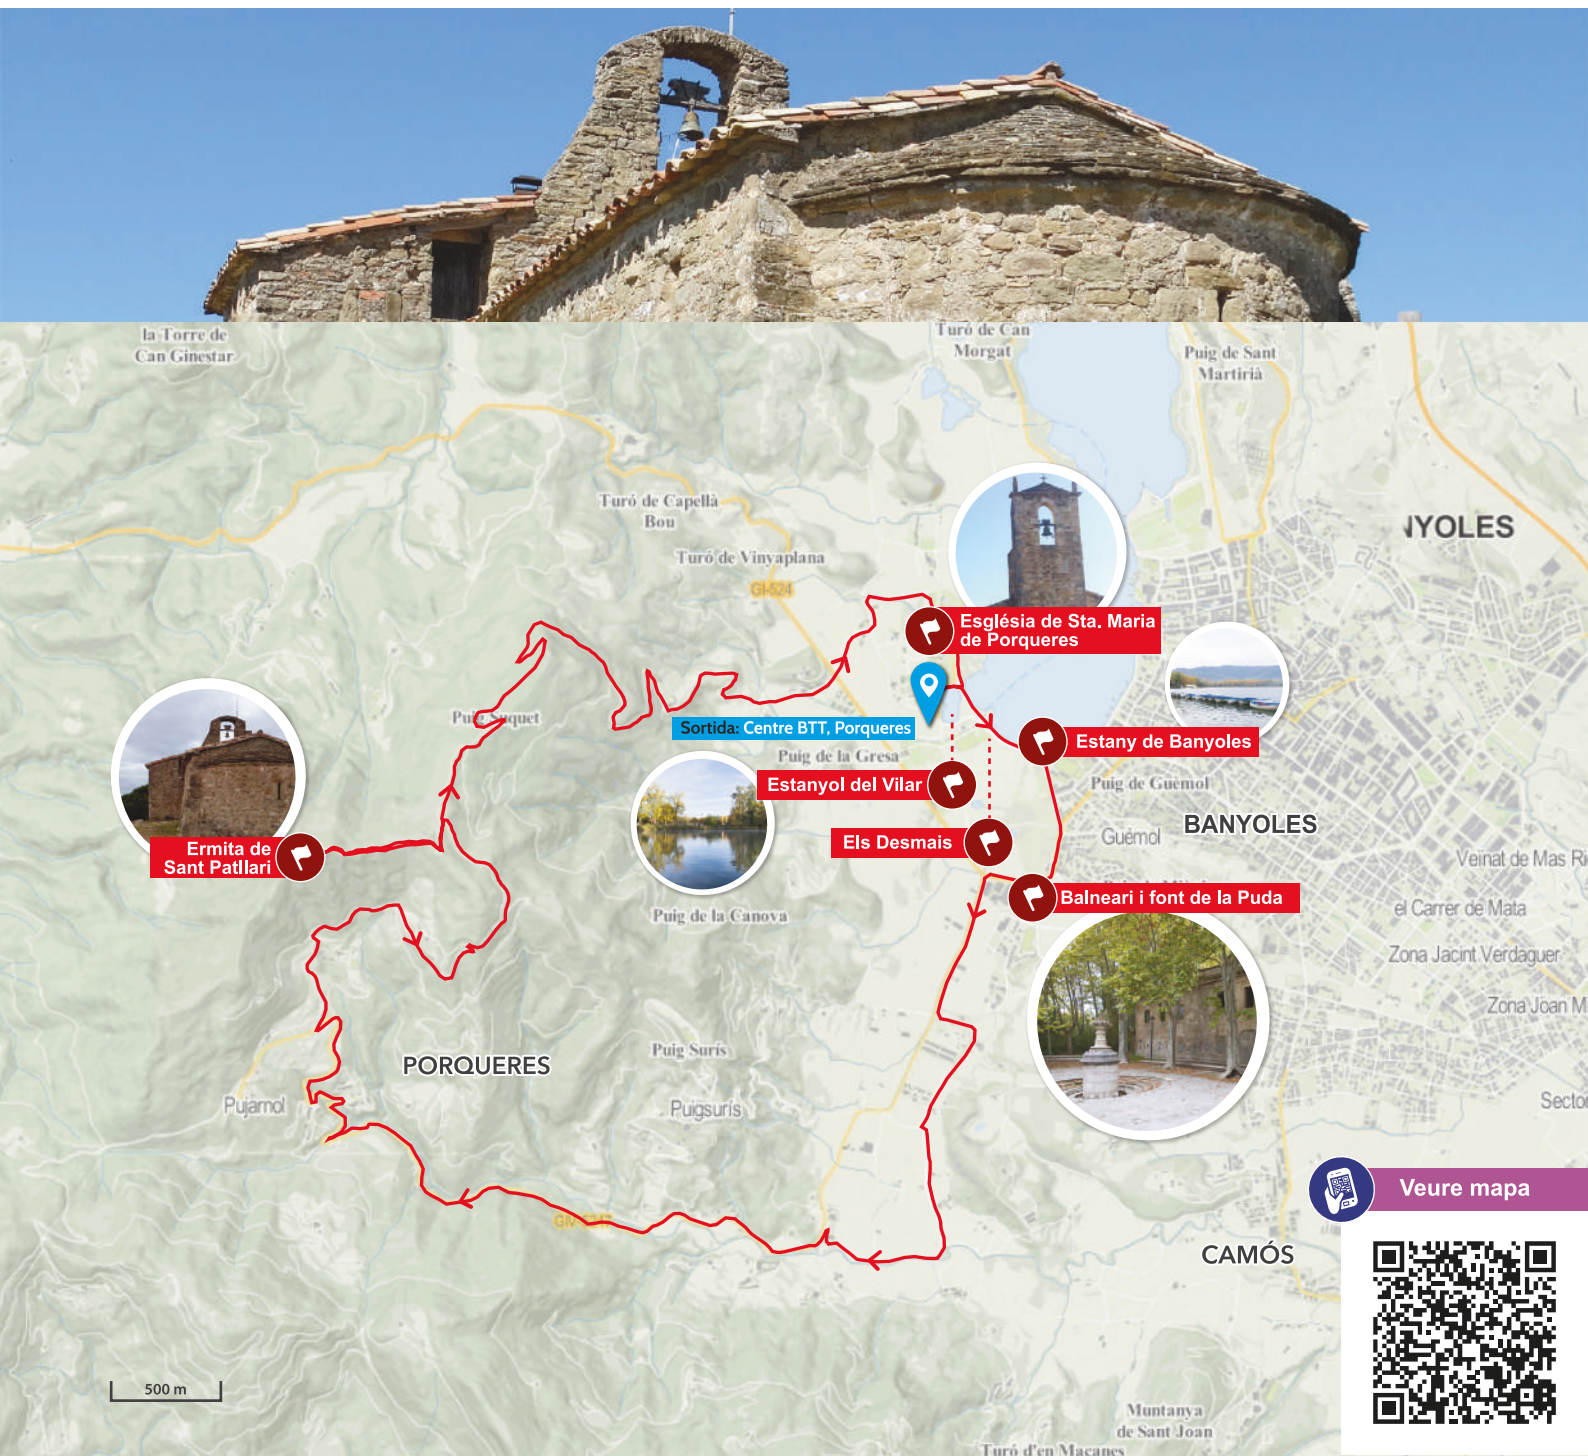 la Torre de
Can Ginestar
Turó de Can
Morgat
Puig de Sant
Martirià
Turó de Capellà
Bou
NYOLES
Turó de Vinyaplana
GI-524
Església de Sta. Maria
de Porqueres
Puig Suquet
Sortida: Centre BTT, Porqueres
Estany de Banyoles
Puig de la Gresa
Estanyol del Vilar
Puig de Guèmol
BANYOLES
Guèmol
Els Desmais
Ermita de
Sant Patllari
Veïnat de Mas Ri
Balneari i font de la Puda
el Carrer de Mata
Puig de la Canova
Zona Jacint Verdaguer
Zona Joan M
Puig Surís
PORQUERES
Pujarnol
Puigsurís
Sector
Veure mapa
CAMÓS
500 m
Muntanya
de Sant Joan
Turó d'en Maçanes